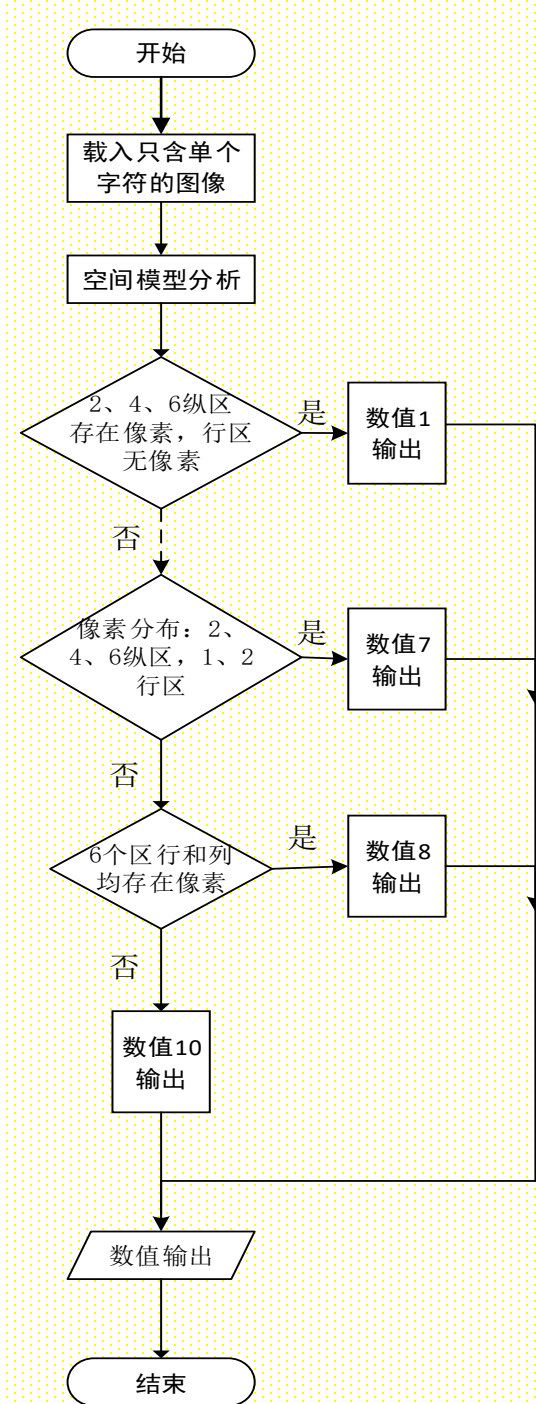 开始
载入只含单个
字符的图像
空间模型分析
2、4、6纵区
存在像素，行区
无像素
是
数值1
输出
否
像素分布：2、
4、6纵区，1、2
行区
是
数值7
输出
否
6个区行和列
均存在像素
是
数值8
输出
否
数值10
输出
数值输出
结束